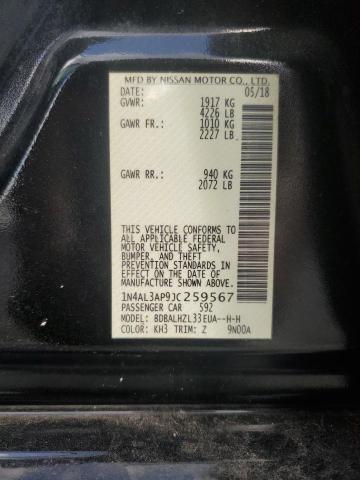 MFD BY NISSAN MOTOR CO., LTD.
DATE: 05/18
GVWR: 1917 KG
4226 LB
GAWR FR.: 1010 KG
2227 LB
GAWR RR.: 940 KG
2072 LB
THIS VEHICLE CONFORMS TO ALL
APPLICABLE FEDERAL MOTOR VEHICLE SAFETY,
BUMPER, AND THEFT
PREVENTION STANDARDS IN
EFFECT ON THE DATE OF
MANUFACTURE SHOWN ABOVE.
1N4AL3AP9JC259567
PASSENGER CAR 592
MODEL: BDBALHZL33EUA--H-H
COLOR: KH3 TRIM: Z 9N00A